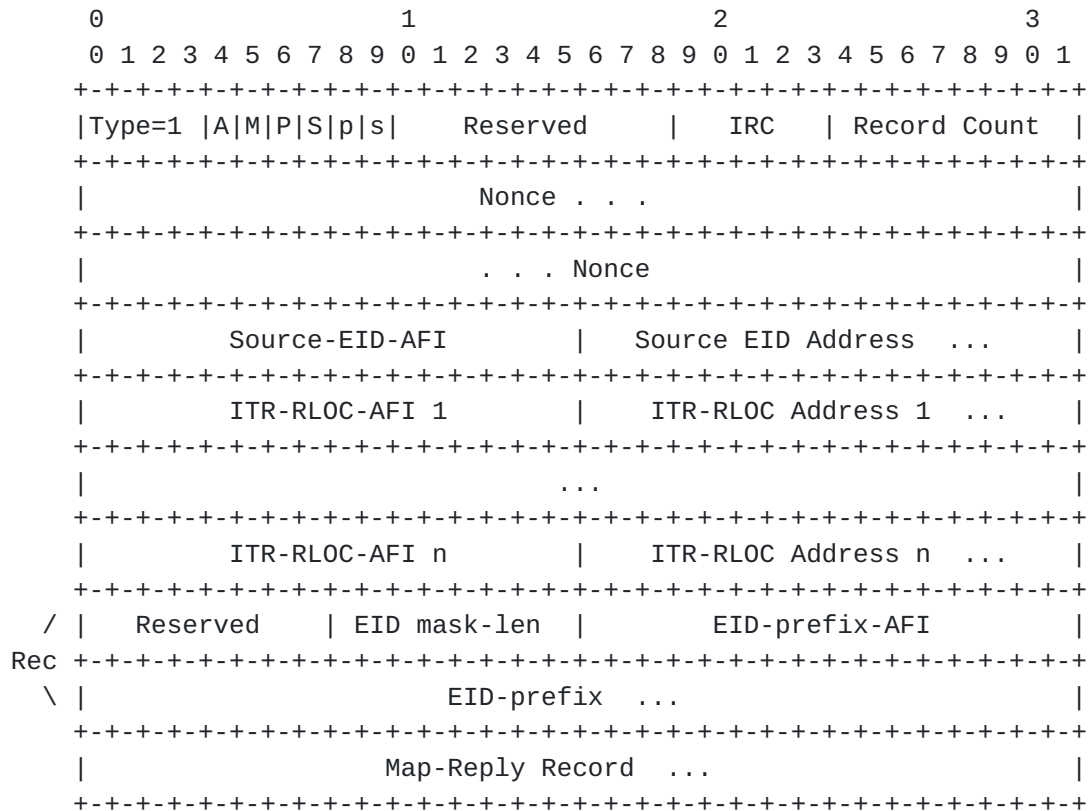 0                   1                   2                   3
 0 1 2 3 4 5 6 7 8 9 0 1 2 3 4 5 6 7 8 9 0 1 2 3 4 5 6 7 8 9 0 1
+-+-+-+-+-+-+-+-+-+-+-+-+-+-+-+-+-+-+-+-+-+-+-+-+-+-+-+-+-+-+-+-+
|Type=1 |A|M|P|S|p|s|    Reserved     |   IRC   | Record Count  |
+-+-+-+-+-+-+-+-+-+-+-+-+-+-+-+-+-+-+-+-+-+-+-+-+-+-+-+-+-+-+-+-+
|                         Nonce . . .                           |
+-+-+-+-+-+-+-+-+-+-+-+-+-+-+-+-+-+-+-+-+-+-+-+-+-+-+-+-+-+-+-+-+
|                         . . . Nonce                           |
+-+-+-+-+-+-+-+-+-+-+-+-+-+-+-+-+-+-+-+-+-+-+-+-+-+-+-+-+-+-+-+-+
|         Source-EID-AFI        |   Source EID Address  ...     |
+-+-+-+-+-+-+-+-+-+-+-+-+-+-+-+-+-+-+-+-+-+-+-+-+-+-+-+-+-+-+-+-+
|         ITR-RLOC-AFI 1        |    ITR-RLOC Address 1  ...    |
+-+-+-+-+-+-+-+-+-+-+-+-+-+-+-+-+-+-+-+-+-+-+-+-+-+-+-+-+-+-+-+-+
|                              ...                              |
+-+-+-+-+-+-+-+-+-+-+-+-+-+-+-+-+-+-+-+-+-+-+-+-+-+-+-+-+-+-+-+-+
|         ITR-RLOC-AFI n        |    ITR-RLOC Address n  ...    |
+-+-+-+-+-+-+-+-+-+-+-+-+-+-+-+-+-+-+-+-+-+-+-+-+-+-+-+-+-+-+-+-+
/ |   Reserved    | EID mask-len  |        EID-prefix-AFI         |
Rec +-+-+-+-+-+-+-+-+-+-+-+-+-+-+-+-+-+-+-+-+-+-+-+-+-+-+-+-+-+-+-+-+
\ |                       EID-prefix  ...                         |
+-+-+-+-+-+-+-+-+-+-+-+-+-+-+-+-+-+-+-+-+-+-+-+-+-+-+-+-+-+-+-+-+
|                   Map-Reply Record  ...                       |
+-+-+-+-+-+-+-+-+-+-+-+-+-+-+-+-+-+-+-+-+-+-+-+-+-+-+-+-+-+-+-+-+